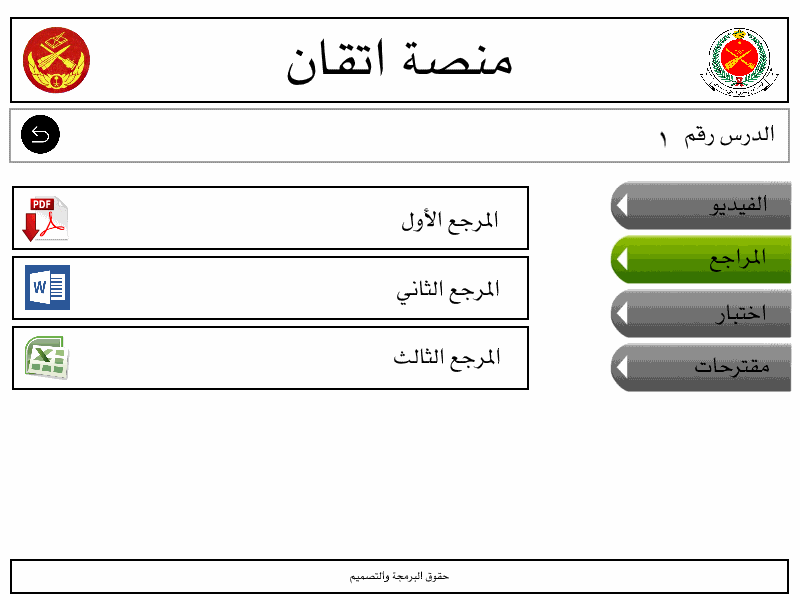 منصة اتقان
الدرس رقم ١
الفيديو
المراجع
اختبار
مقترحات
المرجع الأول
PDF
المرجع الثاني
W
المرجع الثالث
X
حقوق البرمجة والتصميم